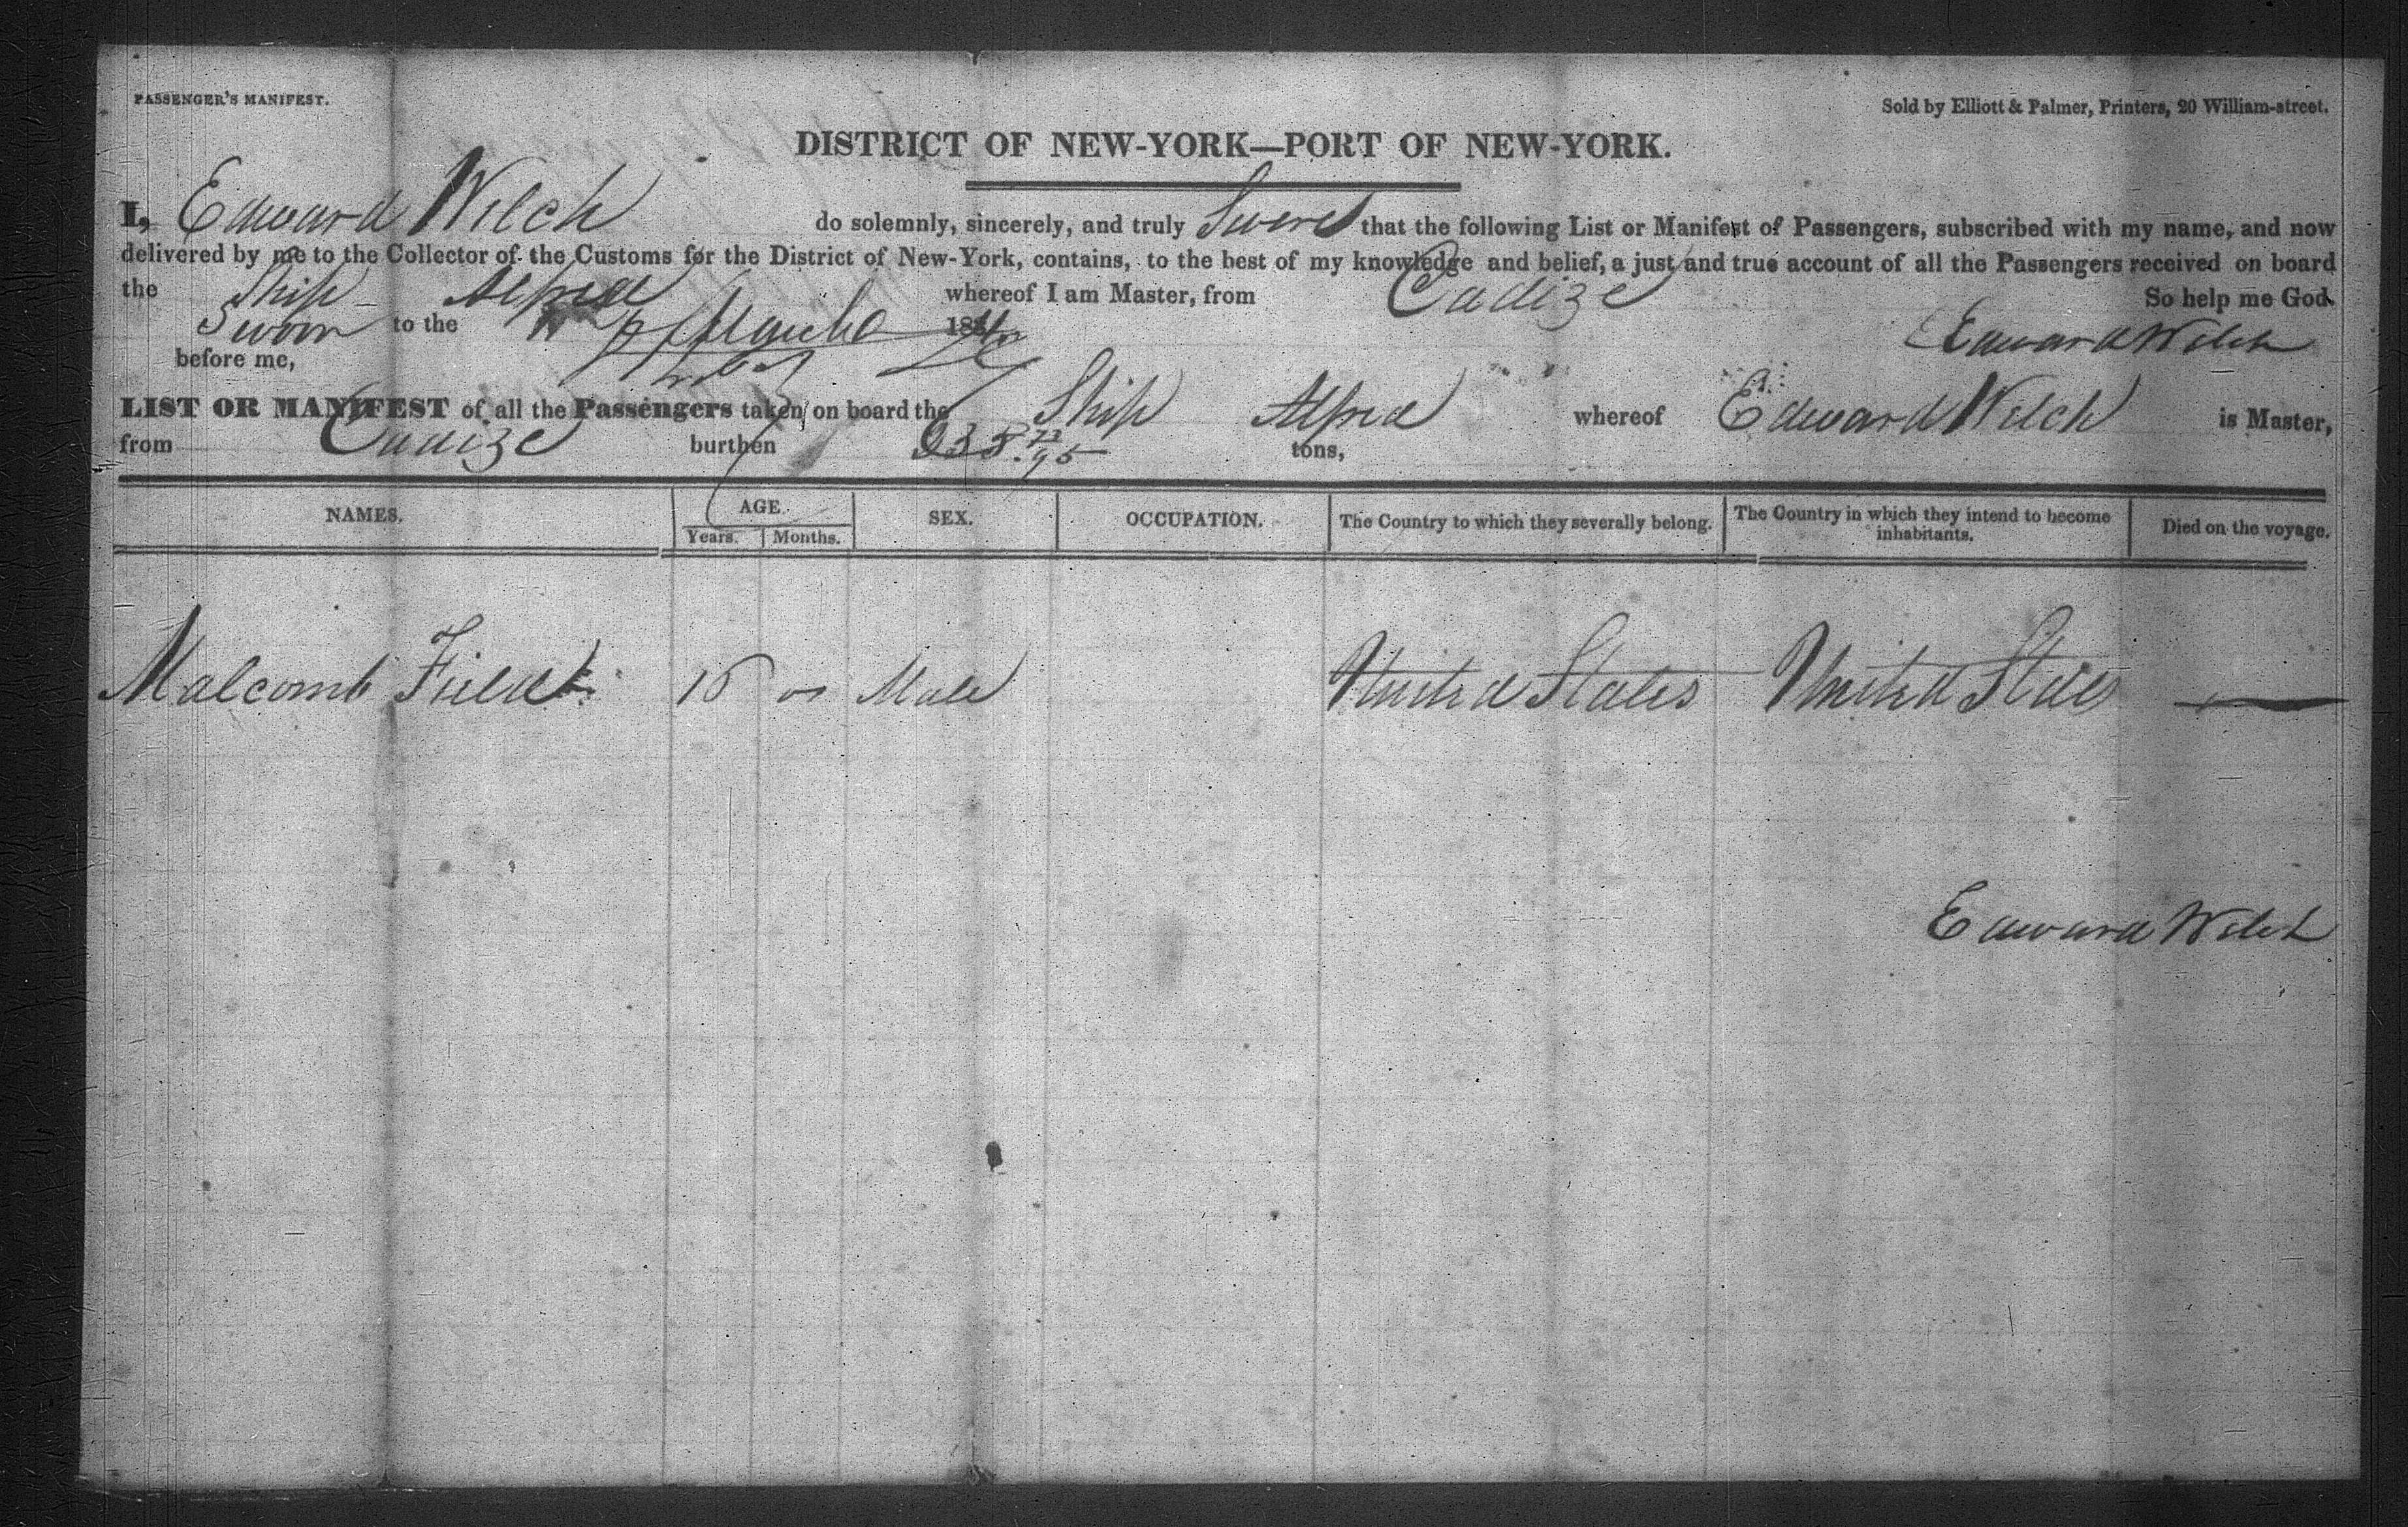 PASSENGER'S MANIFEST.
Sold by Elliott & Palmer, Printers, 20 William-street.
DISTRICT OF NEW-YORK—PORT OF NEW-YORK.
I, Edward Welch do solemnly, sincerely, and truly Swere that the following List or Manifest of Passengers, subscribed with my name, and now
delivered by me to the Collector of the Customs for the District of New-York, contains, to the best of my knowledge and belief, a just and true account of all the Passengers received on board
the Ship Alfred whereof I am Master, from Cadize So help me God.
Sworn to the March 184
Edward Welch
before me,
LIST OR MANIFEST of all the Passengers taken on board the Ship Alfred whereof Edward Welch is Master,
from Cadize burthen tons,
NAMES. AGE. SEX. OCCUPATION. The Country to which they severally belong. The Country in which they intend to become inhabitants. Died on the voyage.
Years. Months.
Malcomb Field 16 Male United States United States —
Edward Welch